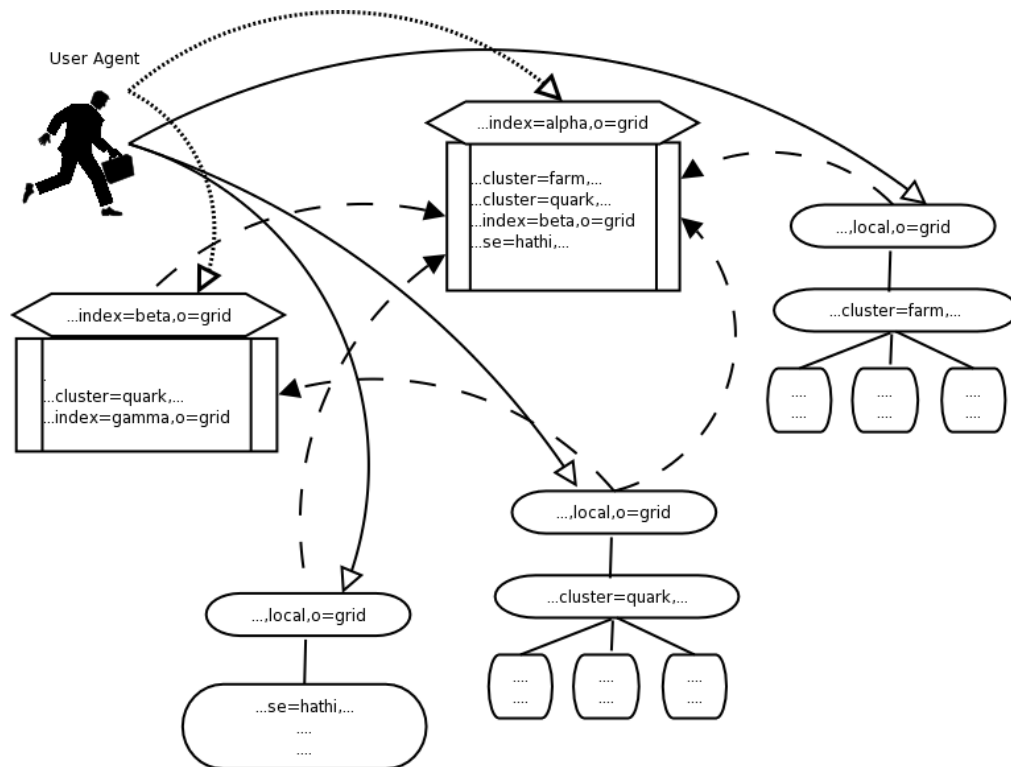 User Agent
...index=alpha,o=grid
...cluster=farm,...
...cluster=quark,...
...index=beta,o=grid
...se=hathi,...
...,local,o=grid
...cluster=farm,...
....
....
....
....
....
....
...index=beta,o=grid
.
...cluster=quark,...
...index=gamma,o=grid
...,local,o=grid
...cluster=quark,...
....
....
....
....
....
....
...,local,o=grid
...se=hathi,...
....
....